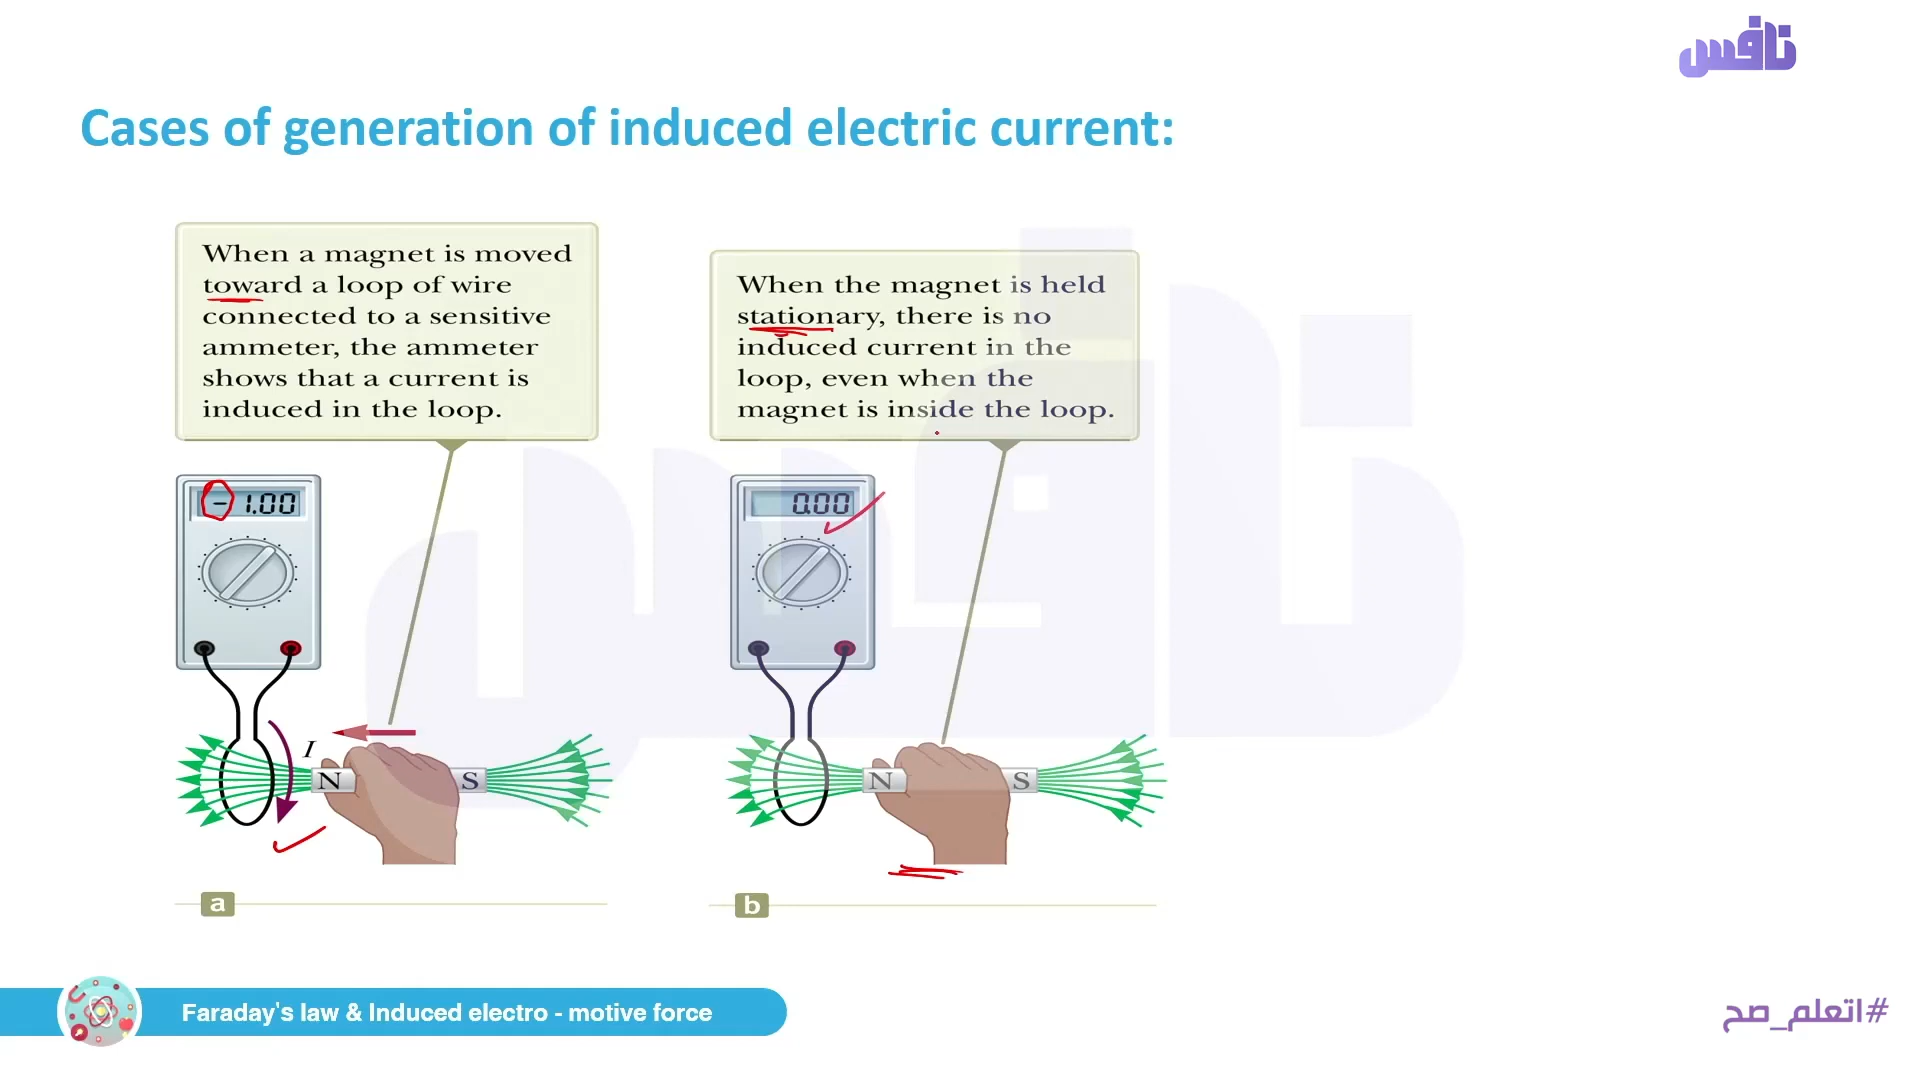 نافس
Cases of generation of induced electric current:
When a magnet is moved
toward a loop of wire
connected to a sensitive
ammeter, the ammeter
shows that a current is
induced in the loop.
When the magnet is held
stationary, there is no
induced current in the
loop, even when the
magnet is inside the loop.
- 1.00
0.00
I
N
S
N
S
a
b
Faraday's law & Induced electro - motive force
#اتعلم_صح